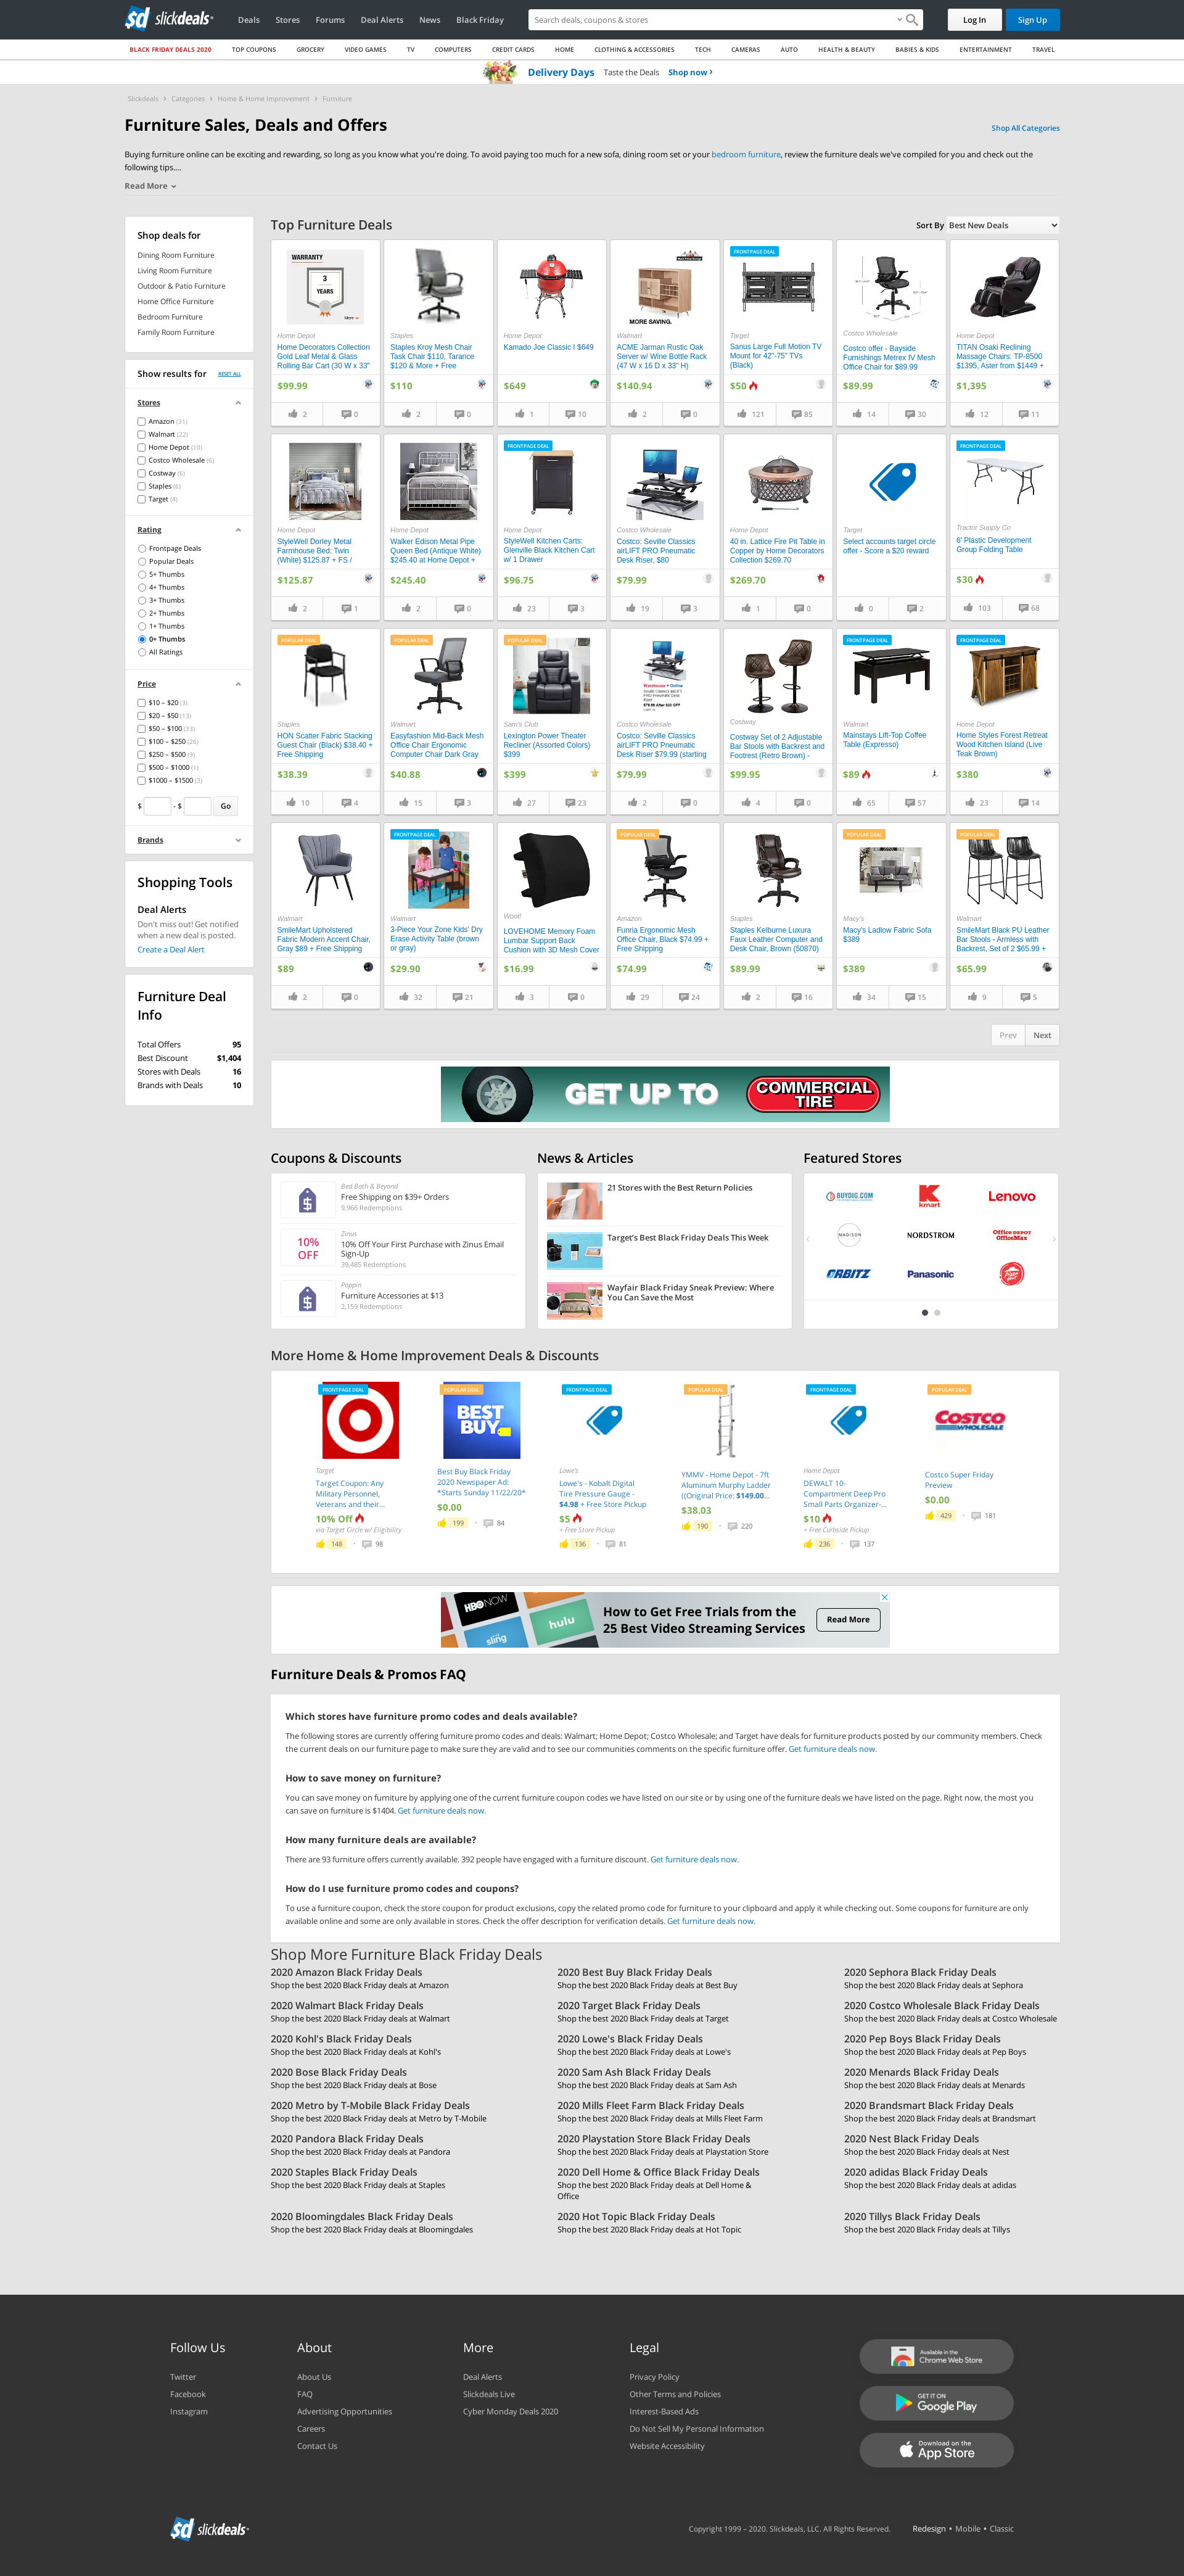 sd slickdeals
Deals Stores Forums Deal Alerts News Black Friday
Search deals, coupons & stores
Log In Sign Up
BLACK FRIDAY DEALS 2020 TOP COUPONS GROCERY VIDEO GAMES TV COMPUTERS CREDIT CARDS HOME CLOTHING & ACCESSORIES TECH CAMERAS AUTO HEALTH & BEAUTY BABIES & KIDS ENTERTAINMENT TRAVEL
Delivery Days Taste the Deals Shop now ›
Slickdeals › Categories › Home & Home Improvement › Furniture
Furniture Sales, Deals and Offers
Shop All Categories
Buying furniture online can be exciting and rewarding, so long as you know what you're doing. To avoid paying too much for a new sofa, dining room set or your bedroom furniture, review the furniture deals we've compiled for you and check out the
following tips....
Read More
Shop deals for
Dining Room Furniture
Living Room Furniture
Outdoor & Patio Furniture
Home Office Furniture
Bedroom Furniture
Family Room Furniture
Show results for RESET ALL
Stores
Amazon (31)
Walmart (22)
Home Depot (10)
Costco Wholesale (6)
Costway (6)
Staples (6)
Target (4)
Rating
Frontpage Deals
Popular Deals
5+ Thumbs
4+ Thumbs
3+ Thumbs
2+ Thumbs
1+ Thumbs
0+ Thumbs
All Ratings
Price
$10 – $20 (3)
$20 – $50 (13)
$50 – $100 (33)
$100 – $250 (26)
$250 – $500 (9)
$500 – $1000 (1)
$1000 – $1500 (3)
$ - $ Go
Brands
Shopping Tools
Deal Alerts
Don't miss out! Get notified
when a new deal is posted.
Create a Deal Alert
Furniture Deal
Info
Total Offers 95
Best Discount $1,404
Stores with Deals 16
Brands with Deals 10
Top Furniture Deals
Sort By Best New Deals
WARRANTY
3
YEARS
More
Home Depot
Home Decorators Collection
Gold Leaf Metal & Glass
Rolling Bar Cart (30 W x 33"
$99.99
2 0
Staples
Staples Kroy Mesh Chair
Task Chair $110, Tarance
$120 & More + Free
$110
2 0
Home Depot
Kamado Joe Classic I $649
$649
1 10
MORE SAVING.
Walmart
ACME Jarman Rustic Oak
Server w/ Wine Bottle Rack
(47 W x 16 D x 33" H)
$140.94
2 0
FRONTPAGE DEAL
Target
Sanus Large Full Motion TV
Mount for 42"-75" TVs
(Black)
$50
121 85
Costco Wholesale
Costco offer - Bayside
Furnishings Metrex IV Mesh
Office Chair for $89.99
$89.99
14 30
Home Depot
TITAN Osaki Reclining
Massage Chairs: TP-8500
$1395, Aster from $1449 +
$1,395
12 11
Home Depot
StyleWell Dorley Metal
Farmhouse Bed: Twin
(White) $125.87 + FS /
$125.87
2 1
Home Depot
Walker Edison Metal Pipe
Queen Bed (Antique White)
$245.40 at Home Depot +
$245.40
2 0
FRONTPAGE DEAL
Home Depot
StyleWell Kitchen Carts:
Glenville Black Kitchen Cart
w/ 1 Drawer
$96.75
23 3
Costco Wholesale
Costco: Seville Classics
airLIFT PRO Pneumatic
Desk Riser, $80
$79.99
19 3
Home Depot
40 in. Lattice Fire Pit Table in
Copper by Home Decorators
Collection $269.70
$269.70
1 0
Target
Select accounts target circle
offer - Score a $20 reward
0 2
FRONTPAGE DEAL
Tractor Supply Co
6' Plastic Development
Group Folding Table
$30
103 68
POPULAR DEAL
Staples
HON Scatter Fabric Stacking
Guest Chair (Black) $38.40 +
Free Shipping
$38.39
10 4
POPULAR DEAL
Walmart
Easyfashion Mid-Back Mesh
Office Chair Ergonomic
Computer Chair Dark Gray
$40.88
15 3
POPULAR DEAL
Sam's Club
Lexington Power Theater
Recliner (Assorted Colors)
$399
$399
27 23
Warehouse + Online
Costco Wholesale
Costco: Seville Classics
airLIFT PRO Pneumatic
Desk Riser $79.99 (starting
$79.99
2 0
Costway
Costway Set of 2 Adjustable
Bar Stools with Backrest and
Footrest (Retro Brown) -
$99.95
4 0
FRONTPAGE DEAL
Walmart
Mainstays Lift-Top Coffee
Table (Expresso)
$89
65 57
FRONTPAGE DEAL
Home Depot
Home Styles Forest Retreat
Wood Kitchen Island (Live
Teak Brown)
$380
23 14
Walmart
SmileMart Upholstered
Fabric Modern Accent Chair,
Gray $89 + Free Shipping
$89
2 0
FRONTPAGE DEAL
Walmart
3-Piece Your Zone Kids' Dry
Erase Activity Table (brown
or gray)
$29.90
32 21
Woot!
LOVEHOME Memory Foam
Lumbar Support Back
Cushion with 3D Mesh Cover
$16.99
3 0
POPULAR DEAL
Amazon
Funria Ergonomic Mesh
Office Chair, Black $74.99 +
Free Shipping
$74.99
29 24
Staples
Staples Kelburne Luxura
Faux Leather Computer and
Desk Chair, Brown (50870)
$89.99
2 16
POPULAR DEAL
Macy's
Macy's Ladlow Fabric Sofa
$389
$389
34 15
POPULAR DEAL
Walmart
SmileMart Black PU Leather
Bar Stools - Armless with
Backrest, Set of 2 $65.99 +
$65.99
9 5
Prev Next
GET UP TO COMMERCIAL TIRE
Coupons & Discounts
Bed Bath & Beyond
Free Shipping on $39+ Orders
9,966 Redemptions
10% OFF
Zinus
10% Off Your First Purchase with Zinus Email
Sign-Up
39,485 Redemptions
Poppin
Furniture Accessories at $13
2,159 Redemptions
News & Articles
21 Stores with the Best Return Policies
Target's Best Black Friday Deals This Week
Wayfair Black Friday Sneak Preview: Where
You Can Save the Most
Featured Stores
BUYDIG.COM kmart Lenovo
MADISON NORDSTROM Office DEPOT OfficeMax
ORBITZ Panasonic Pizza Hut
More Home & Home Improvement Deals & Discounts
FRONTPAGE DEAL
Target
Target Coupon: Any
Military Personnel,
Veterans and their...
10% Off
via Target Circle w/ Eligibility
148 · 98
POPULAR DEAL
BEST BUY
Best Buy Black Friday
2020 Newspaper Ad:
*Starts Sunday 11/22/20*
$0.00
199 · 84
FRONTPAGE DEAL
Lowe's
Lowe's - Kobalt Digital
Tire Pressure Gauge -
$4.98 + Free Store Pickup
$5
+ Free Store Pickup
136 · 81
POPULAR DEAL
YMMV - Home Depot - 7ft
Aluminum Murphy Ladder
((Original Price: $149.00...
$38.03
190 · 220
FRONTPAGE DEAL
Home Depot
DEWALT 10-
Compartment Deep Pro
Small Parts Organizer-...
$10
+ Free Curbside Pickup
236 · 137
POPULAR DEAL
COSTCO WHOLESALE
Costco Super Friday
Preview
$0.00
429 · 181
HBO NOW
hulu
sling
How to Get Free Trials from the
25 Best Video Streaming Services
Read More
Furniture Deals & Promos FAQ
Which stores have furniture promo codes and deals available?
The following stores are currently offering furniture promo codes and deals: Walmart; Home Depot; Costco Wholesale; and Target have deals for furniture products posted by our community members. Check
the current deals on our furniture page to make sure they are valid and to see our communities comments on the specific furniture offer. Get furniture deals now.
How to save money on furniture?
You can save money on furniture by applying one of the current furniture coupon codes we have listed on our site or by using one of the furniture deals we have listed on the page. Right now, the most you
can save on furniture is $1404. Get furniture deals now.
How many furniture deals are available?
There are 93 furniture offers currently available. 392 people have engaged with a furniture discount. Get furniture deals now.
How do I use furniture promo codes and coupons?
To use a furniture coupon, check the store coupon for product exclusions, copy the related promo code for furniture to your clipboard and apply it while checking out. Some coupons for furniture are only
available online and some are only available in stores. Check the offer description for verification details. Get furniture deals now.
Shop More Furniture Black Friday Deals
2020 Amazon Black Friday Deals
Shop the best 2020 Black Friday deals at Amazon
2020 Best Buy Black Friday Deals
Shop the best 2020 Black Friday deals at Best Buy
2020 Sephora Black Friday Deals
Shop the best 2020 Black Friday deals at Sephora
2020 Walmart Black Friday Deals
Shop the best 2020 Black Friday deals at Walmart
2020 Target Black Friday Deals
Shop the best 2020 Black Friday deals at Target
2020 Costco Wholesale Black Friday Deals
Shop the best 2020 Black Friday deals at Costco Wholesale
2020 Kohl's Black Friday Deals
Shop the best 2020 Black Friday deals at Kohl's
2020 Lowe's Black Friday Deals
Shop the best 2020 Black Friday deals at Lowe's
2020 Pep Boys Black Friday Deals
Shop the best 2020 Black Friday deals at Pep Boys
2020 Bose Black Friday Deals
Shop the best 2020 Black Friday deals at Bose
2020 Sam Ash Black Friday Deals
Shop the best 2020 Black Friday deals at Sam Ash
2020 Menards Black Friday Deals
Shop the best 2020 Black Friday deals at Menards
2020 Metro by T-Mobile Black Friday Deals
Shop the best 2020 Black Friday deals at Metro by T-Mobile
2020 Mills Fleet Farm Black Friday Deals
Shop the best 2020 Black Friday deals at Mills Fleet Farm
2020 Brandsmart Black Friday Deals
Shop the best 2020 Black Friday deals at Brandsmart
2020 Pandora Black Friday Deals
Shop the best 2020 Black Friday deals at Pandora
2020 Playstation Store Black Friday Deals
Shop the best 2020 Black Friday deals at Playstation Store
2020 Nest Black Friday Deals
Shop the best 2020 Black Friday deals at Nest
2020 Staples Black Friday Deals
Shop the best 2020 Black Friday deals at Staples
2020 Dell Home & Office Black Friday Deals
Shop the best 2020 Black Friday deals at Dell Home &
Office
2020 adidas Black Friday Deals
Shop the best 2020 Black Friday deals at adidas
2020 Bloomingdales Black Friday Deals
Shop the best 2020 Black Friday deals at Bloomingdales
2020 Hot Topic Black Friday Deals
Shop the best 2020 Black Friday deals at Hot Topic
2020 Tillys Black Friday Deals
Shop the best 2020 Black Friday deals at Tillys
Follow Us
Twitter
Facebook
Instagram
About
About Us
FAQ
Advertising Opportunities
Careers
Contact Us
More
Deal Alerts
Slickdeals Live
Cyber Monday Deals 2020
Legal
Privacy Policy
Other Terms and Policies
Interest-Based Ads
Do Not Sell My Personal Information
Website Accessibility
Available in the
Chrome Web Store
GET IT ON
Google Play
Download on the
App Store
sd slickdeals
Copyright 1999 – 2020. Slickdeals, LLC. All Rights Reserved. Redesign • Mobile • Classic